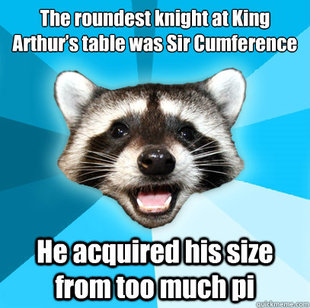 The roundest knight at King
Arthur's table was Sir Cumference
He acquired his size
from too much pi
quickmeme.com